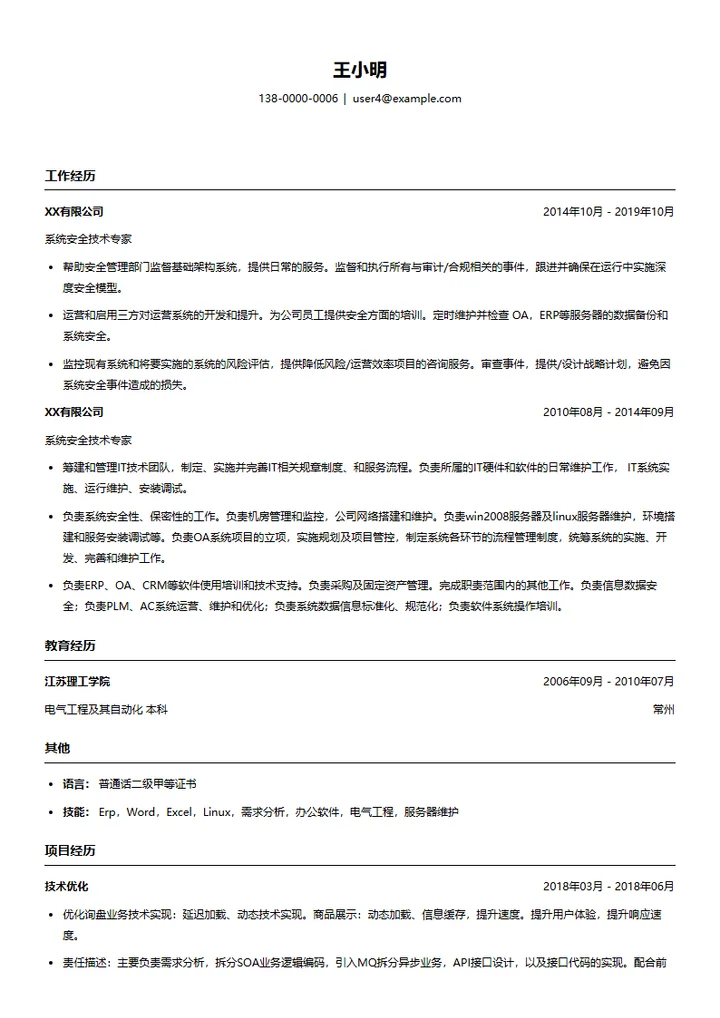 王小明
138-0000-0006 | user4@example.com
工作经历
XX有限公司 2014年10月 - 2019年10月
系统安全技术专家
• 帮助安全管理部门监督基础架构系统，提供日常的服务。监督和执行所有与审计/合规相关的事件，跟进并确保在运行中实施深
度安全模型。
• 运营和启用三方对运营系统的开发和提升。为公司员工提供安全方面的培训。定时维护并检查 OA，ERP等服务器的数据备份和
系统安全。
• 监控现有系统和将要实施的系统的风险评估，提供降低风险/运营效率项目的咨询服务。审查事件，提供/设计战略计划，避免因
系统安全事件造成的损失。
XX有限公司 2010年08月 - 2014年09月
系统安全技术专家
• 筹建和管理IT技术团队，制定、实施并完善IT相关规章制度、和服务流程。负责所属的IT硬件和软件的日常维护工作， IT系统实
施、运行维护、安装调试。
• 负责系统安全性、保密性的工作。负责机房管理和监控，公司网络搭建和维护。负责win2008服务器及linux服务器维护，环境搭
建和服务安装调试等。负责OA系统项目的立项，实施规划及项目管控，制定系统各环节的流程管理制度，统筹系统的实施、开
发、完善和维护工作。
• 负责ERP、OA、CRM等软件使用培训和技术支持。负责采购及固定资产管理。完成职责范围内的其他工作。负责信息数据安
全；负责PLM、AC系统运营、维护和优化；负责系统数据信息标准化、规范化；负责软件系统操作培训。
教育经历
江苏理工学院 2006年09月 - 2010年07月
电气工程及其自动化 本科 常州
其他
• 语言： 普通话二级甲等证书
• 技能： Erp，Word，Excel，Linux，需求分析，办公软件，电气工程，服务器维护
项目经历
技术优化 2018年03月 - 2018年06月
• 优化询盘业务技术实现：延迟加载、动态技术实现。商品展示：动态加载、信息缓存，提升速度。提升用户体验，提升响应速
度。
• 责任描述：主要负责需求分析，拆分SOA业务逻辑编码，引入MQ拆分异步业务，API接口设计，以及接口代码的实现。配合前